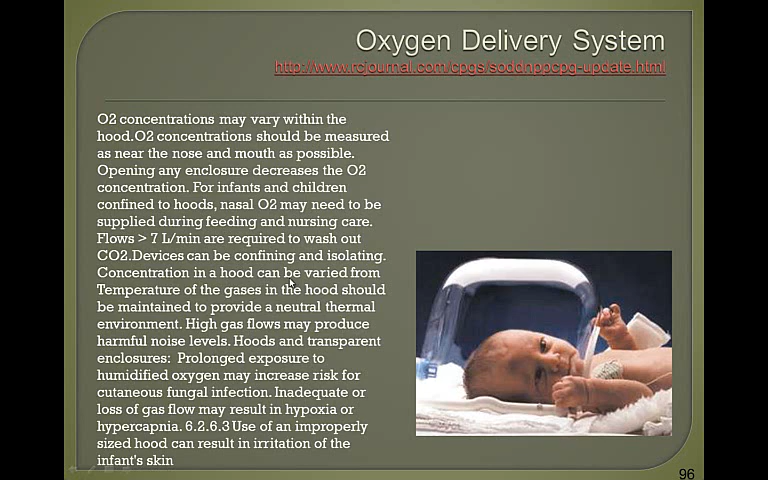 Oxygen Delivery System
http://www.rcjournal.com/cpgs/soddnppcpg-update.html
O2 concentrations may vary within the
hood.O2 concentrations should be measured
as near the nose and mouth as possible.
Opening any enclosure decreases the O2
concentration. For infants and children
confined to hoods, nasal O2 may need to be
supplied during feeding and nursing care.
Flows > 7 L/min are required to wash out
CO2.Devices can be confining and isolating.
Concentration in a hood can be varied from
Temperature of the gases in the hood should
be maintained to provide a neutral thermal
environment. High gas flows may produce
harmful noise levels. Hoods and transparent
enclosures:  Prolonged exposure to
humidified oxygen may increase risk for
cutaneous fungal infection. Inadequate or
loss of gas flow may result in hypoxia or
hypercapnia. 6.2.6.3 Use of an improperly
sized hood can result in irritation of the
infant's skin
96